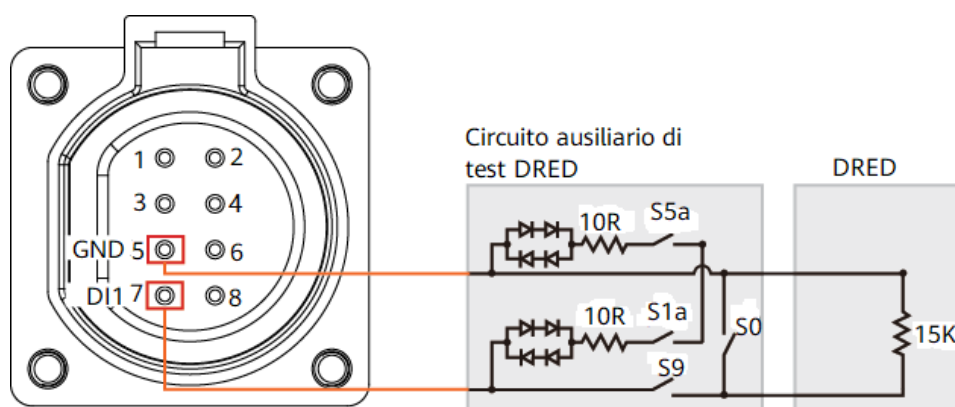 Circuito ausiliario di
test DRED
DRED
1
2
3
4
GND 5
6
DI1 7
8
10R
S5a
10R
S1a
S0
S9
15K